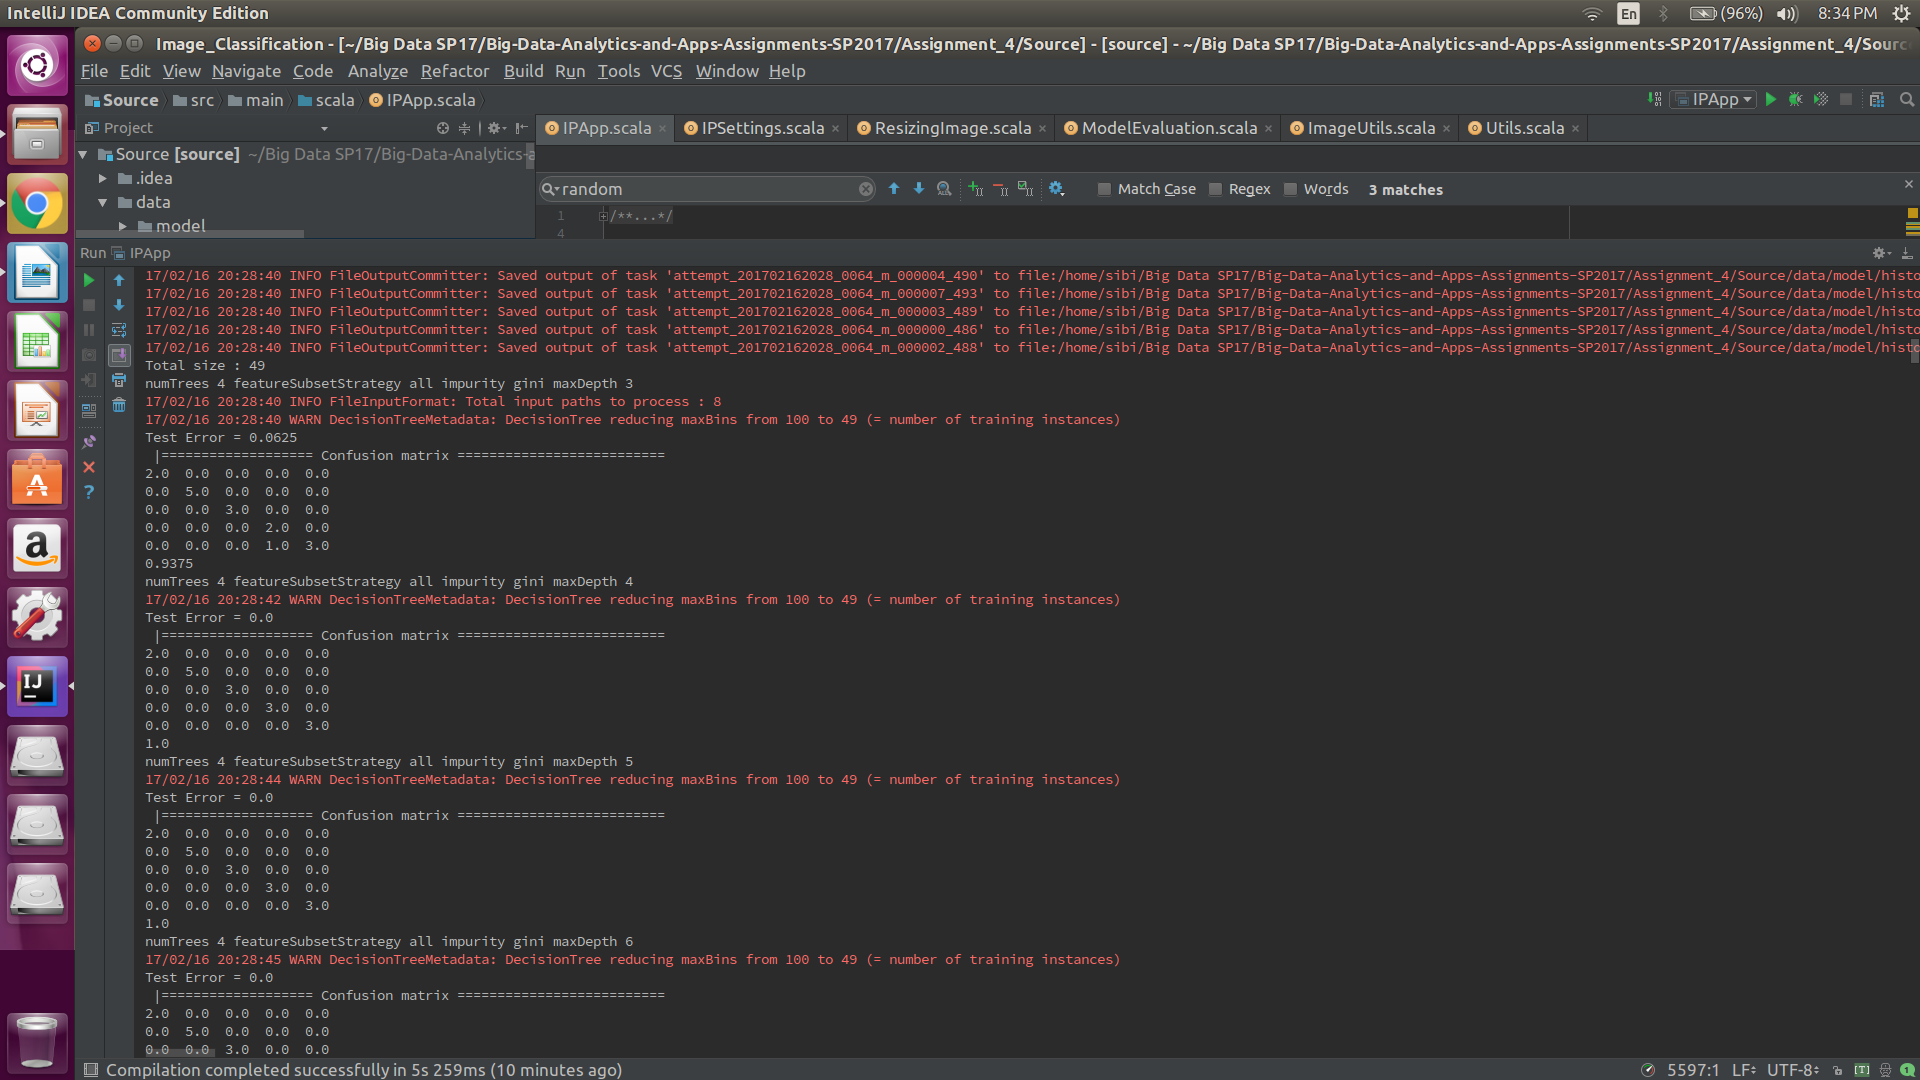 IntelliJ IDEA Community Edition
En (96%) 8:34 PM
Image_Classification - [~/Big Data SP17/Big-Data-Analytics-and-Apps-Assignments-SP2017/Assignment_4/Source] - [source] - ~/Big Data SP17/Big-Data-Analytics-and-Apps-Assignments-SP2017/Assignment_4/Sourc
File Edit View Navigate Code Analyze Refactor Build Run Tools VCS Window Help
Source src main scala IPApp.scala IPApp
Project IPApp.scala IPSettings.scala ResizingImage.scala ModelEvaluation.scala ImageUtils.scala Utils.scala
Source [source] ~/Big Data SP17/Big-Data-Analytics-a
.idea
data
model
random Match Case Regex Words 3 matches
1 /**...*/
4
Run IPApp
17/02/16 20:28:40 INFO FileOutputCommitter: Saved output of task 'attempt_201702162028_0064_m_000004_490' to file:/home/sibi/Big Data SP17/Big-Data-Analytics-and-Apps-Assignments-SP2017/Assignment_4/Source/data/model/histo
17/02/16 20:28:40 INFO FileOutputCommitter: Saved output of task 'attempt_201702162028_0064_m_000007_493' to file:/home/sibi/Big Data SP17/Big-Data-Analytics-and-Apps-Assignments-SP2017/Assignment_4/Source/data/model/histo
17/02/16 20:28:40 INFO FileOutputCommitter: Saved output of task 'attempt_201702162028_0064_m_000003_489' to file:/home/sibi/Big Data SP17/Big-Data-Analytics-and-Apps-Assignments-SP2017/Assignment_4/Source/data/model/histo
17/02/16 20:28:40 INFO FileOutputCommitter: Saved output of task 'attempt_201702162028_0064_m_000000_486' to file:/home/sibi/Big Data SP17/Big-Data-Analytics-and-Apps-Assignments-SP2017/Assignment_4/Source/data/model/histo
17/02/16 20:28:40 INFO FileOutputCommitter: Saved output of task 'attempt_201702162028_0064_m_000002_488' to file:/home/sibi/Big Data SP17/Big-Data-Analytics-and-Apps-Assignments-SP2017/Assignment_4/Source/data/model/histo
Total size : 49
numTrees 4 featureSubsetStrategy all impurity gini maxDepth 3
17/02/16 20:28:40 INFO FileInputFormat: Total input paths to process : 8
17/02/16 20:28:40 WARN DecisionTreeMetadata: DecisionTree reducing maxBins from 100 to 49 (= number of training instances)
Test Error = 0.0625
|=================== Confusion matrix ==========================
2.0 0.0 0.0 0.0 0.0
0.0 5.0 0.0 0.0 0.0
0.0 0.0 3.0 0.0 0.0
0.0 0.0 0.0 2.0 0.0
0.0 0.0 0.0 1.0 3.0
0.9375
numTrees 4 featureSubsetStrategy all impurity gini maxDepth 4
17/02/16 20:28:42 WARN DecisionTreeMetadata: DecisionTree reducing maxBins from 100 to 49 (= number of training instances)
Test Error = 0.0
|=================== Confusion matrix ==========================
2.0 0.0 0.0 0.0 0.0
0.0 5.0 0.0 0.0 0.0
0.0 0.0 3.0 0.0 0.0
0.0 0.0 0.0 3.0 0.0
0.0 0.0 0.0 0.0 3.0
1.0
numTrees 4 featureSubsetStrategy all impurity gini maxDepth 5
17/02/16 20:28:44 WARN DecisionTreeMetadata: DecisionTree reducing maxBins from 100 to 49 (= number of training instances)
Test Error = 0.0
|=================== Confusion matrix ==========================
2.0 0.0 0.0 0.0 0.0
0.0 5.0 0.0 0.0 0.0
0.0 0.0 3.0 0.0 0.0
0.0 0.0 0.0 3.0 0.0
0.0 0.0 0.0 0.0 3.0
1.0
numTrees 4 featureSubsetStrategy all impurity gini maxDepth 6
17/02/16 20:28:45 WARN DecisionTreeMetadata: DecisionTree reducing maxBins from 100 to 49 (= number of training instances)
Test Error = 0.0
|=================== Confusion matrix ==========================
2.0 0.0 0.0 0.0 0.0
0.0 5.0 0.0 0.0 0.0
0.0 0.0 3.0 0.0 0.0
Compilation completed successfully in 5s 259ms (10 minutes ago) 5597:1 LF UTF-8 [T] 1